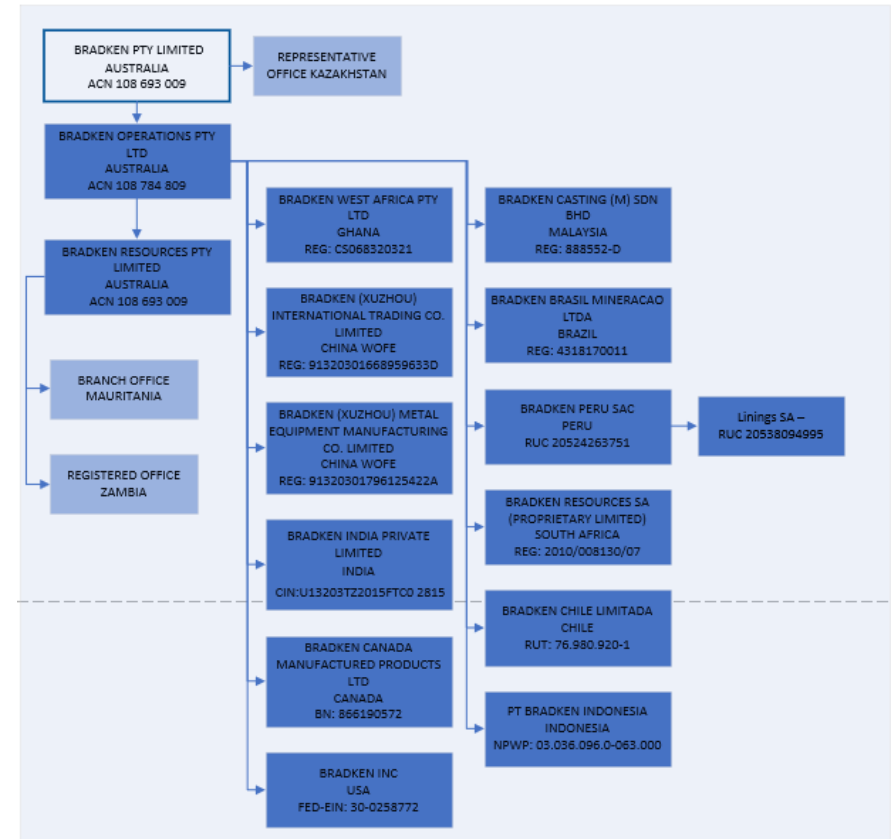 BRADKEN PTY LIMITED
AUSTRALIA
ACN 108 693 009
REPRESENTATIVE
OFFICE KAZAKHSTAN
BRADKEN OPERATIONS PTY
LTD
AUSTRALIA
ACN 108 784 809
BRADKEN RESOURCES PTY
LIMITED
AUSTRALIA
ACN 108 693 009
BRANCH OFFICE
MAURITANIA
REGISTERED OFFICE
ZAMBIA
BRADKEN WEST AFRICA PTY
LTD
GHANA
REG: CS068320321
BRADKEN (XUZHOU)
INTERNATIONAL TRADING CO.
LIMITED
CHINA WOFE
REG: 91320301668959633D
BRADKEN (XUZHOU) METAL
EQUIPMENT MANUFACTURING
CO. LIMITED
CHINA WOFE
REG: 91320301796125422A
BRADKEN INDIA PRIVATE
LIMITED
INDIA
CIN:U13203TZ2015FTC0 2815
BRADKEN CANADA
MANUFACTURED PRODUCTS
LTD
CANADA
BN: 866190572
BRADKEN INC
USA
FED-EIN: 30-0258772
BRADKEN CASTING (M) SDN
BHD
MALAYSIA
REG: 888552-D
BRADKEN BRASIL MINERACAO
LTDA
BRAZIL
REG: 4318170011
BRADKEN PERU SAC
PERU
RUC 20524263751
Linings SA –
RUC 20538094995
BRADKEN RESOURCES SA
(PROPRIETARY LIMITED)
SOUTH AFRICA
REG: 2010/008130/07
BRADKEN CHILE LIMITADA
CHILE
RUT: 76.980.920-1
PT BRADKEN INDONESIA
INDONESIA
NPWP: 03.036.096.0-063.000